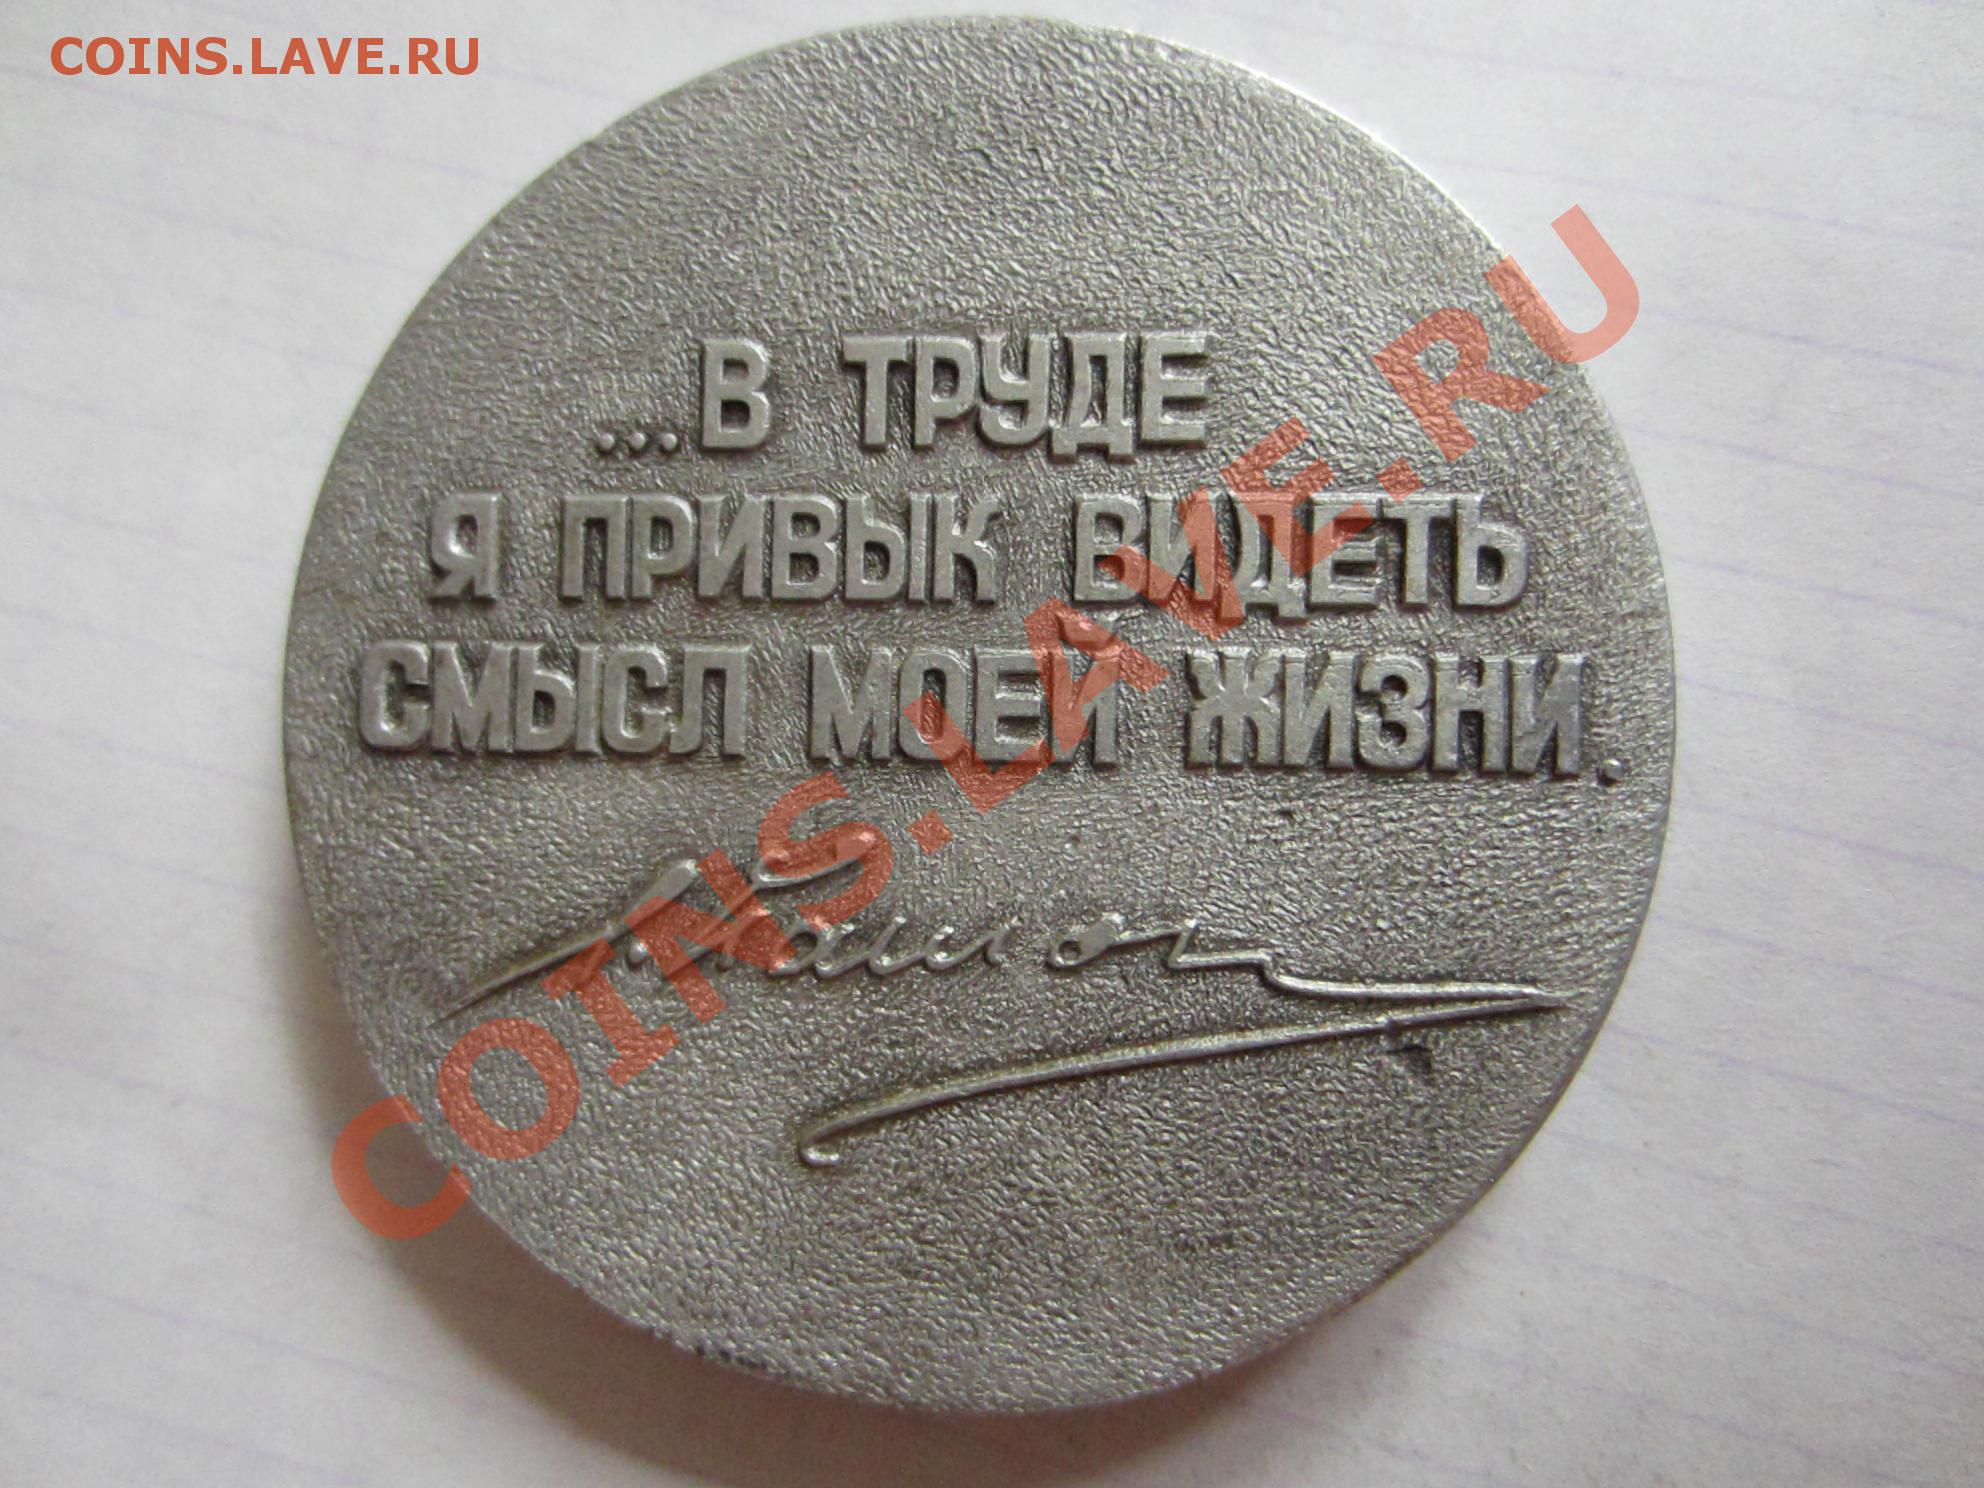 COINS.LAVE.RU
...В ТРУДЕ
Я ПРИВЫК ВИДЕТЬ
СМЫСЛ МОЕЙ ЖИЗНИ.
COINS.LAVE.RU